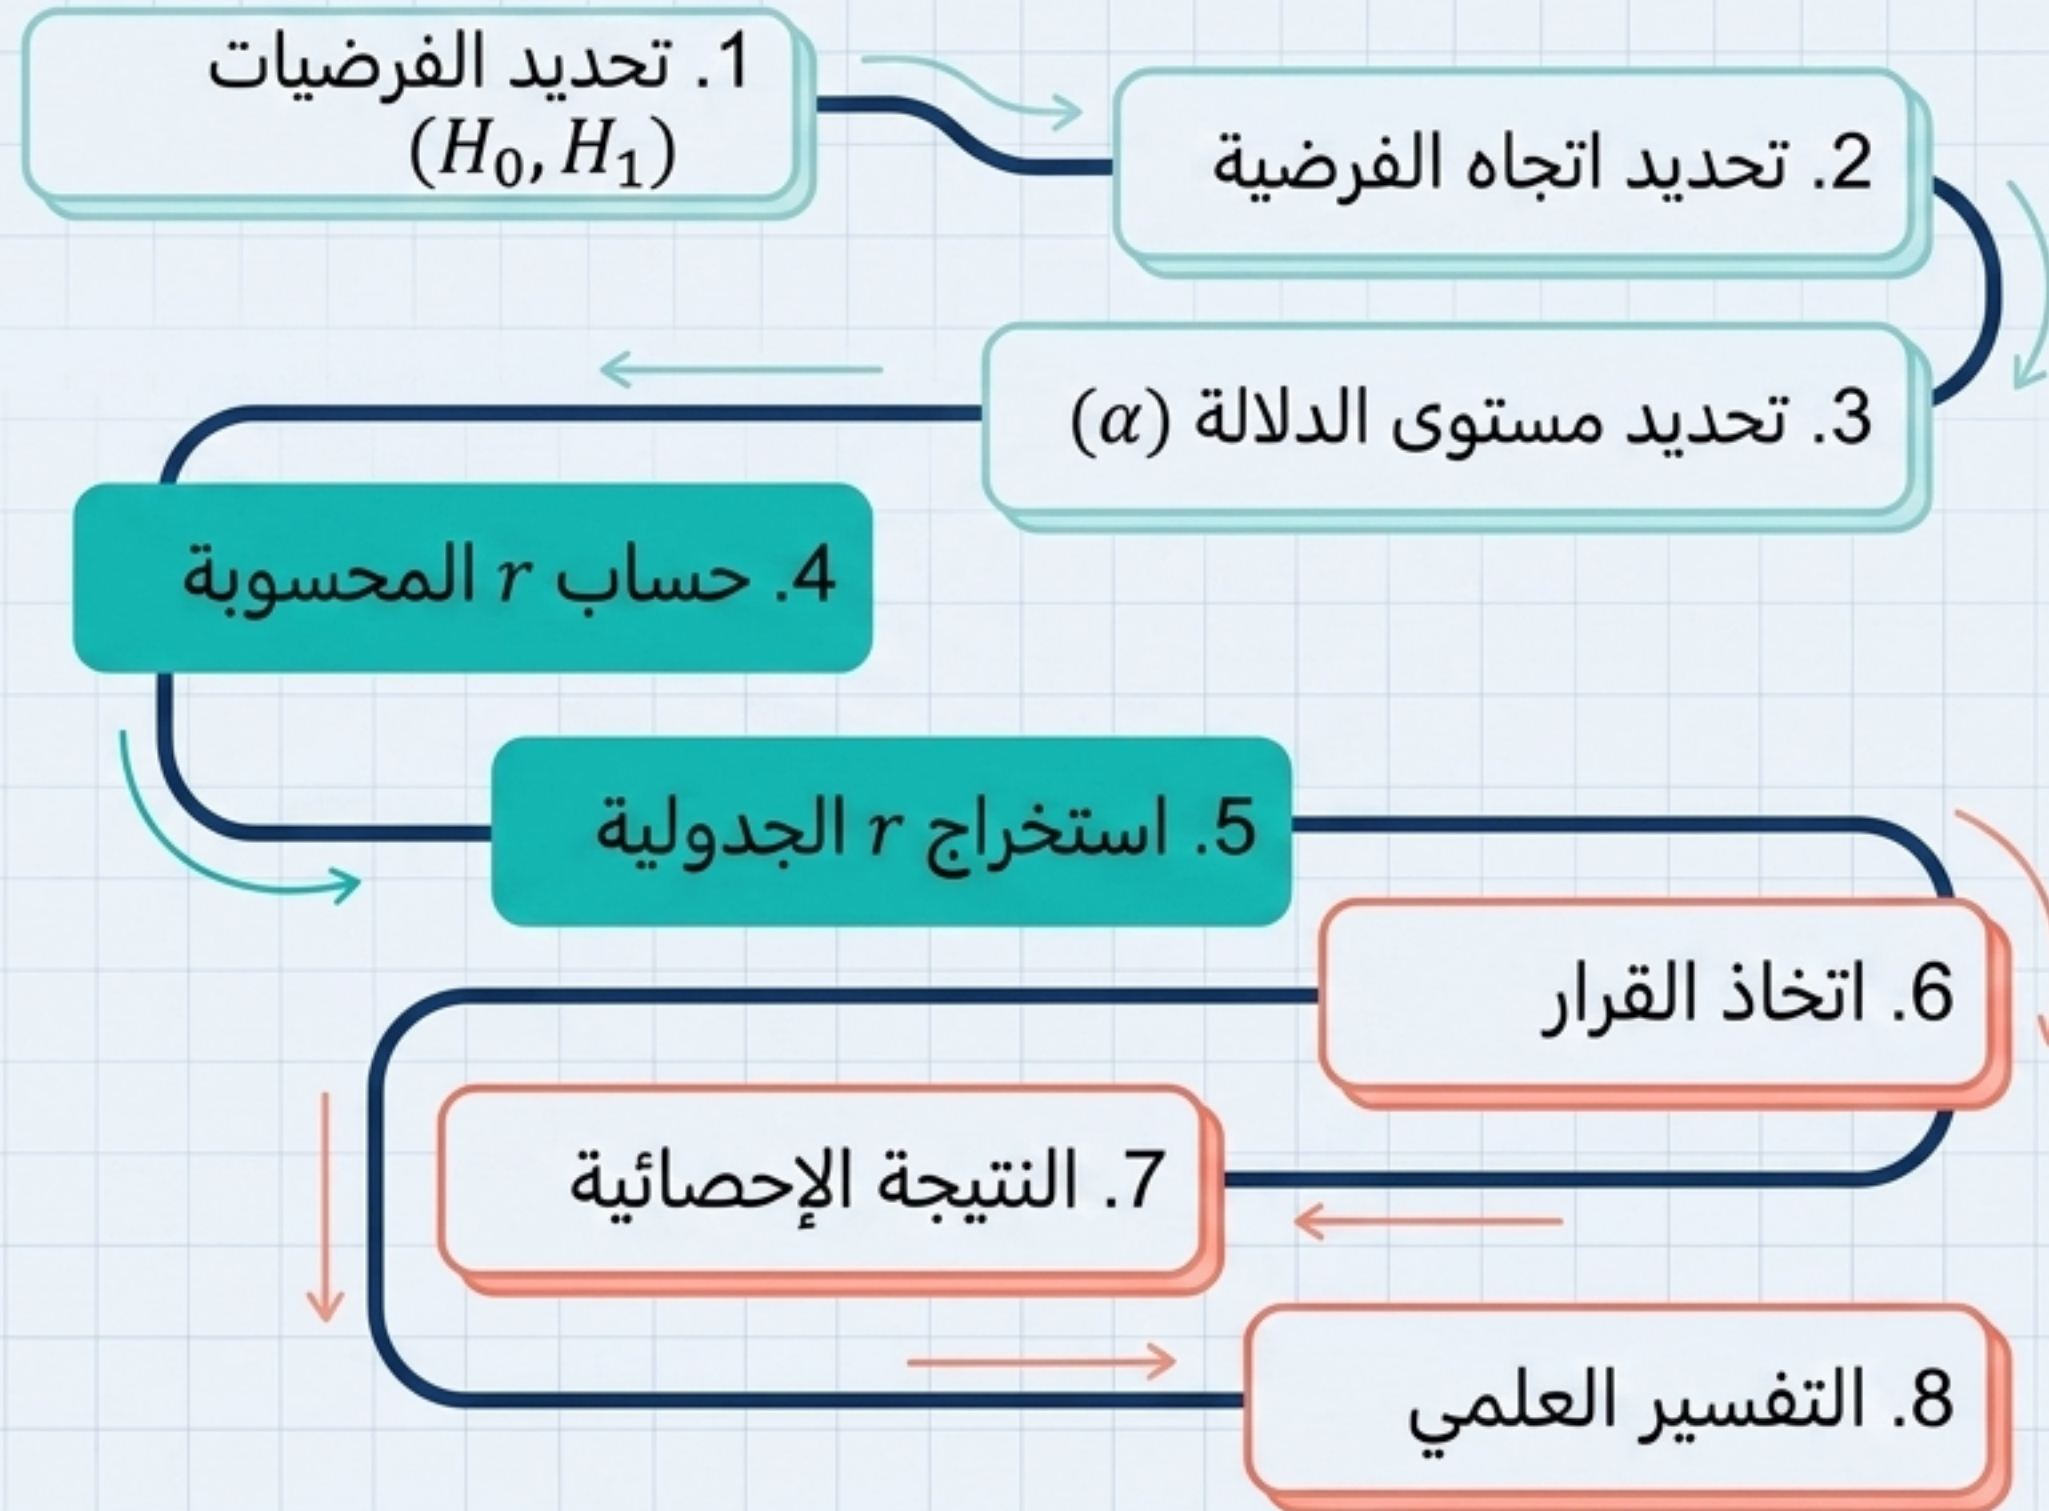 1. تحديد الفرضيات
(H₀, H₁)
2. تحديد اتجاه الفرضية
3. تحديد مستوى الدلالة (α)
4. حساب r المحسوبة
5. استخراج r الجدولية
6. اتخاذ القرار
7. النتيجة الإحصائية
8. التفسير العلمي